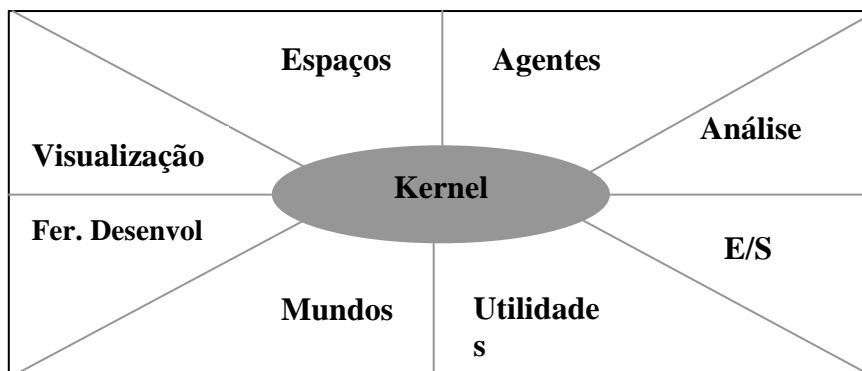 Espaços
Agentes
Análise
Visualização
Kernel
Fer. Desenvol
E/S
Mundos
Utilidade
s